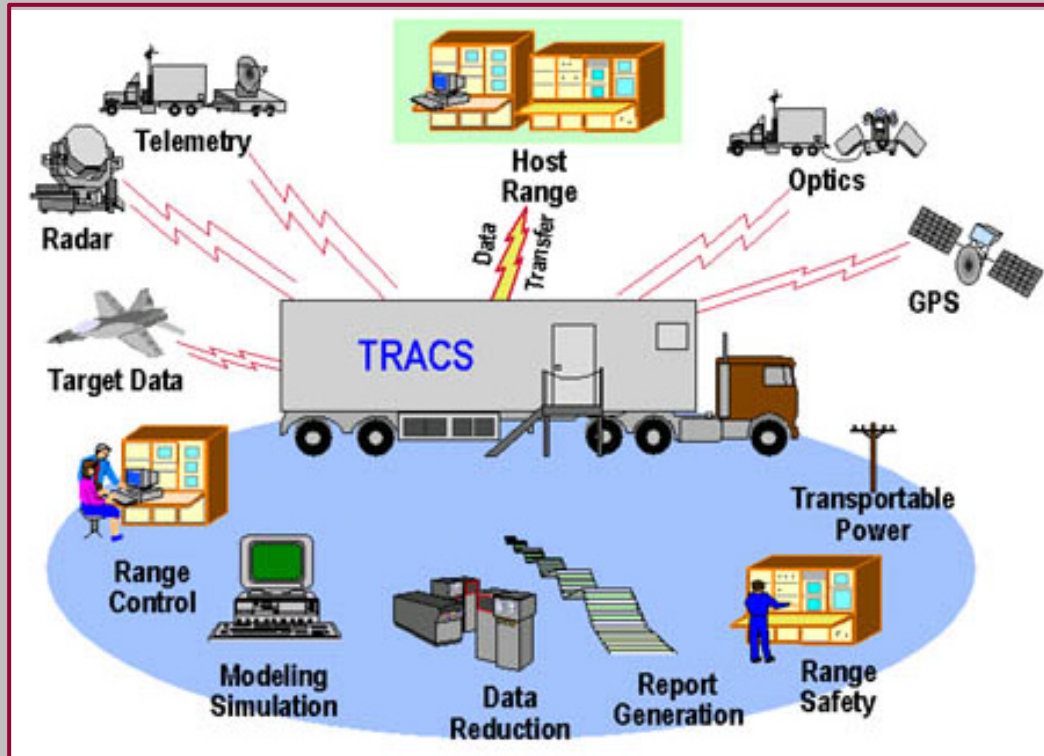 Telemetry
Host
Range
Optics
Radar
Data
Transfer
GPS
Target Data
TRACS
Transportable
Power
Range
Control
Modeling
Simulation
Data
Reduction
Report
Generation
Range
Safety